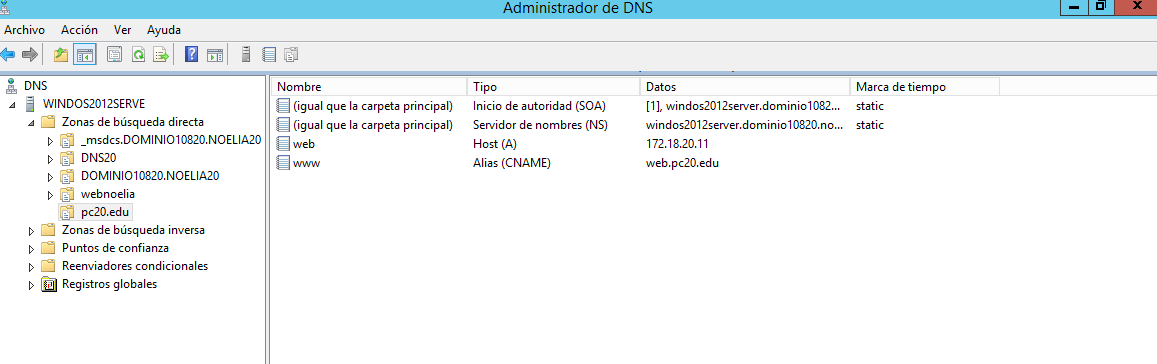 Administrador de DNS
Archivo Acción Ver Ayuda
DNS
WINDOS2012SERVE
Zonas de búsqueda directa
_msdcs.DOMINIO10820.NOELIA20
DNS20
DOMINIO10820.NOELIA20
webnoelia
pc20.edu
Zonas de búsqueda inversa
Puntos de confianza
Reenviadores condicionales
Registros globales
Nombre Tipo Datos Marca de tiempo
(igual que la carpeta principal) Inicio de autoridad (SOA) [1], windos2012server.dominio1082... static
(igual que la carpeta principal) Servidor de nombres (NS) windos2012server.dominio10820.no... static
web Host (A) 172.18.20.11
www Alias (CNAME) web.pc20.edu